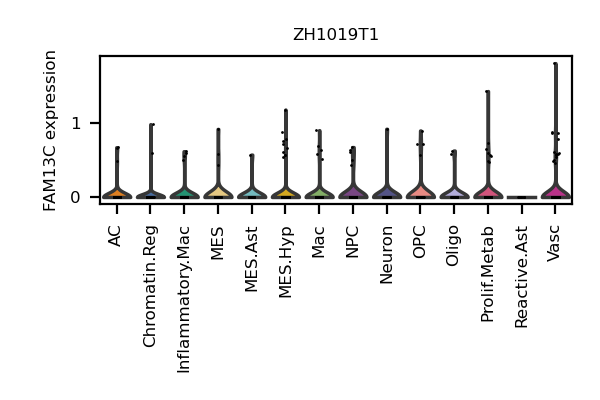 ZH1019T1
FAM13C expression
1
0
AC
Chromatin.Reg
Inflammatory.Mac
MES
MES.Ast
MES.Hyp
Mac
NPC
Neuron
OPC
Oligo
Prolif.Metab
Reactive.Ast
Vasc